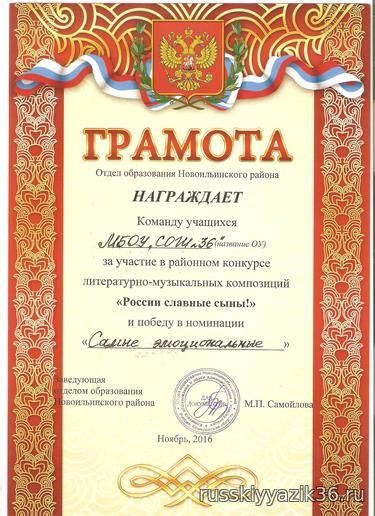 ГРАМОТА
Отдел образования Новоильинского района
НАГРАЖДАЕТ
Команду учащихся
МБОУ „СОШ №36" (название ОУ)
за участие в районном конкурсе
литературно-музыкальных композиций
«России славные сыны!»
и победу в номинации
«Самые эмоциональные»
Заведующая
отделом образования
Новоильинского района
М.П. Самойлова
Ноябрь, 2016
russkiyyazik36.ru